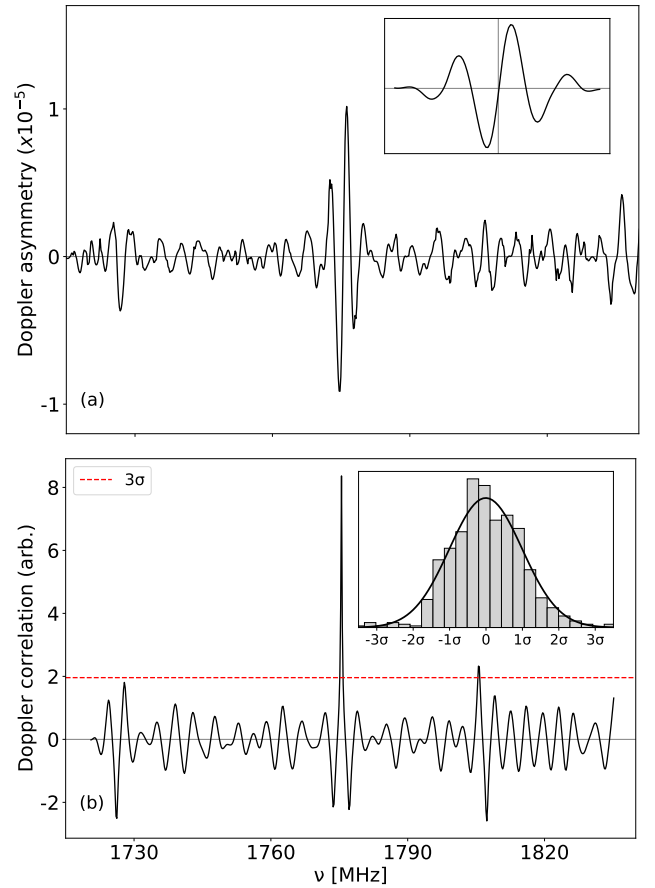 Doppler asymmetry (x10⁻⁵)
1
0
-1
(a)
Doppler correlation (arb.)
3σ
8
6
4
2
0
-2
-3σ -2σ -1σ 0 1σ 2σ 3σ
(b)
1730 1760 1790 1820
ν [MHz]